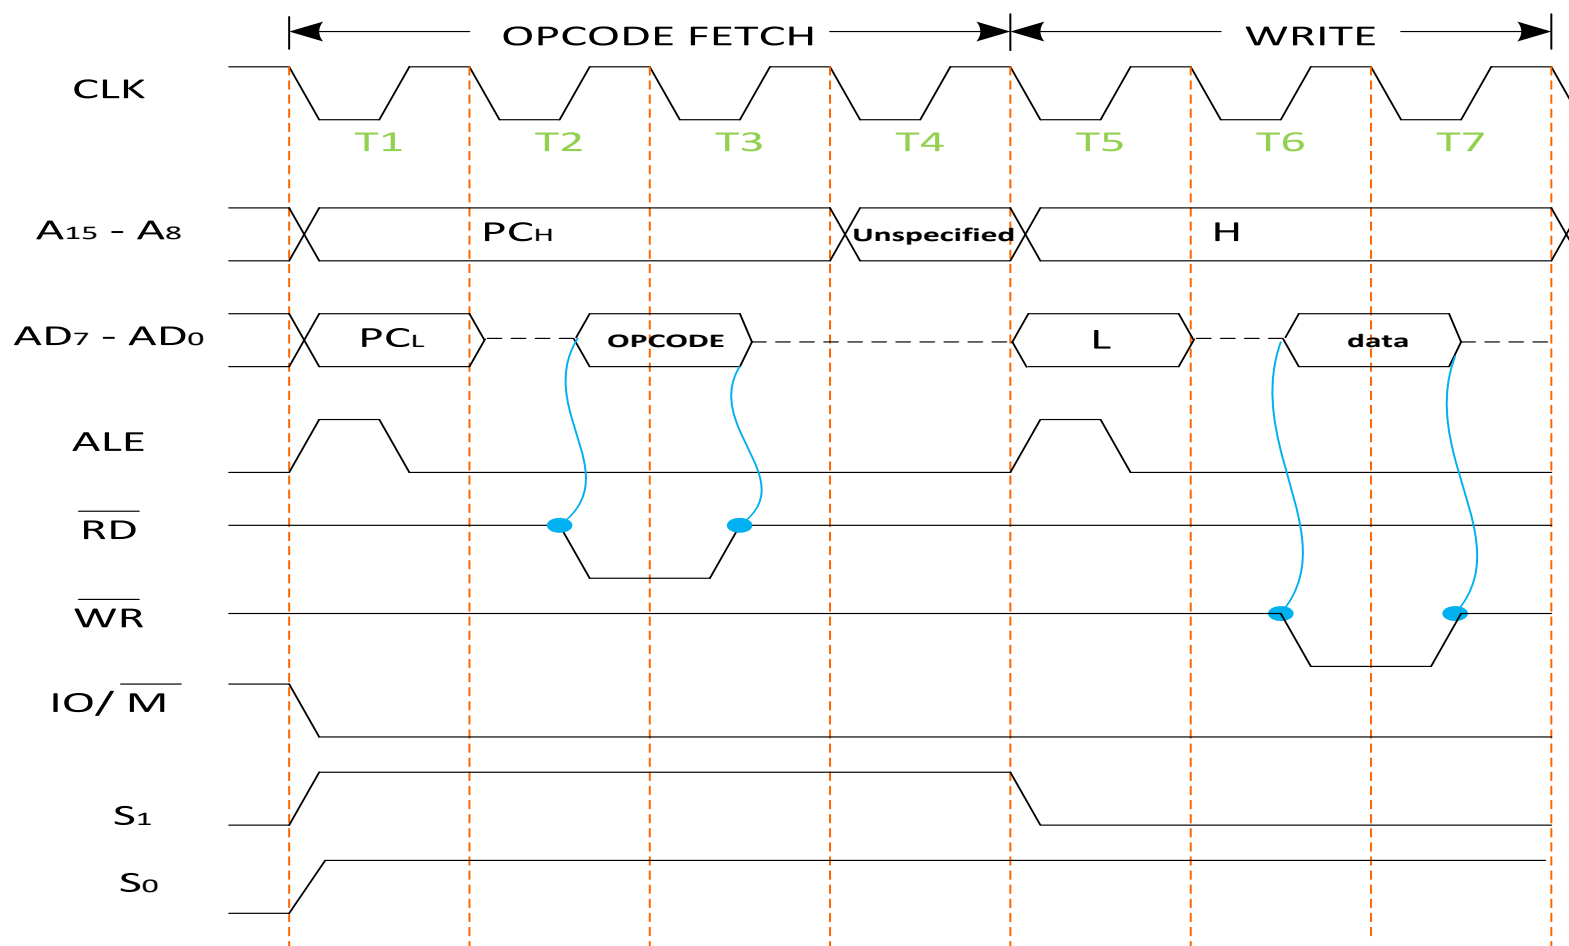 OPCODE FETCH WRITE
CLK
T1 T2 T3 T4 T5 T6 T7
A15 - A8 PCH Unspecified H
AD7 - AD0 PCL OPCODE L data
ALE
RD
WR
IO/ M
S1
S0